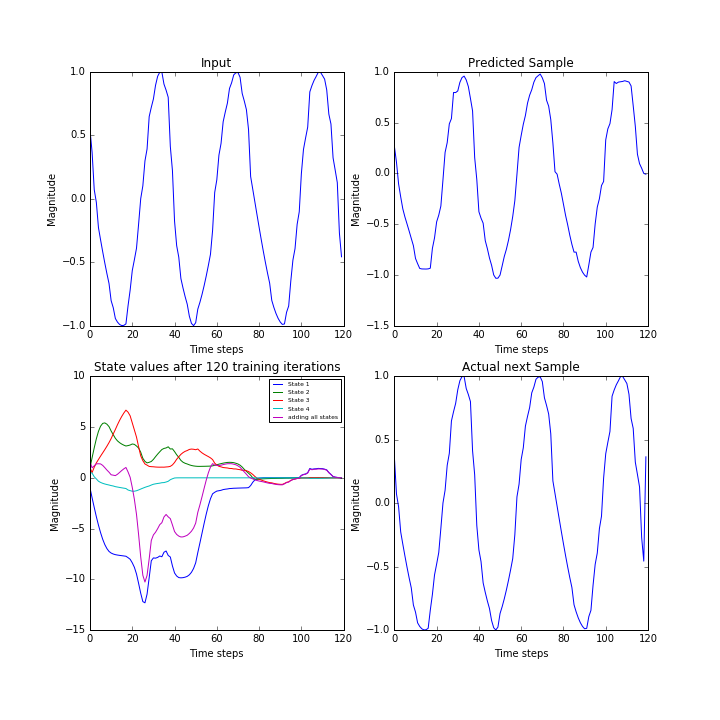 Input
1.0
0.5
0.0
−0.5
−1.0
Magnitude
0 20 40 60 80 100 120
Time steps
Predicted Sample
1.0
0.5
0.0
−0.5
−1.0
−1.5
Magnitude
0 20 40 60 80 100 120
Time steps
State values after 120 training iterations
10
5
0
−5
−10
−15
Magnitude
0 20 40 60 80 100 120
Time steps
State 1
State 2
State 3
State 4
adding all states
Actual next Sample
1.0
0.5
0.0
−0.5
−1.0
Magnitude
0 20 40 60 80 100 120
Time steps